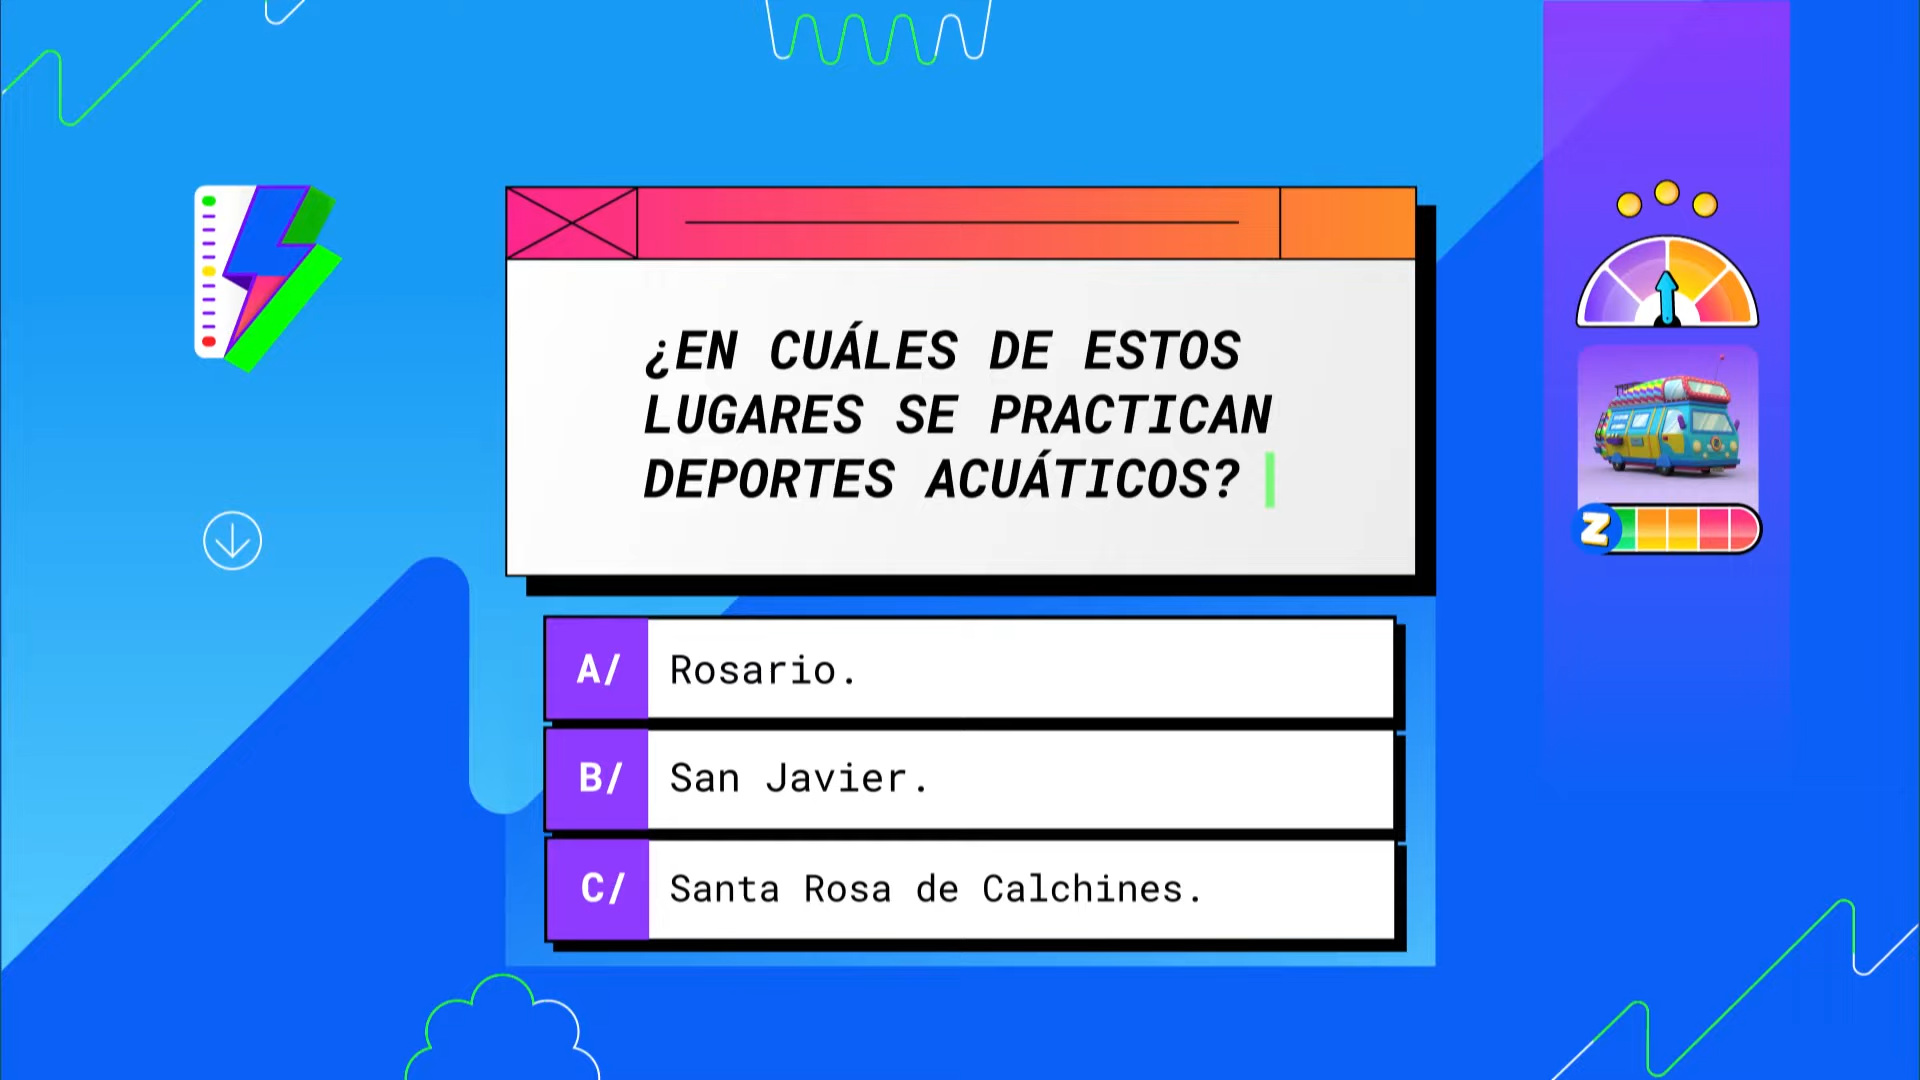 ¿EN CUÁLES DE ESTOS
LUGARES SE PRACTICAN
DEPORTES ACUÁTICOS?
A/ Rosario.
B/ San Javier.
C/ Santa Rosa de Calchines.
Z